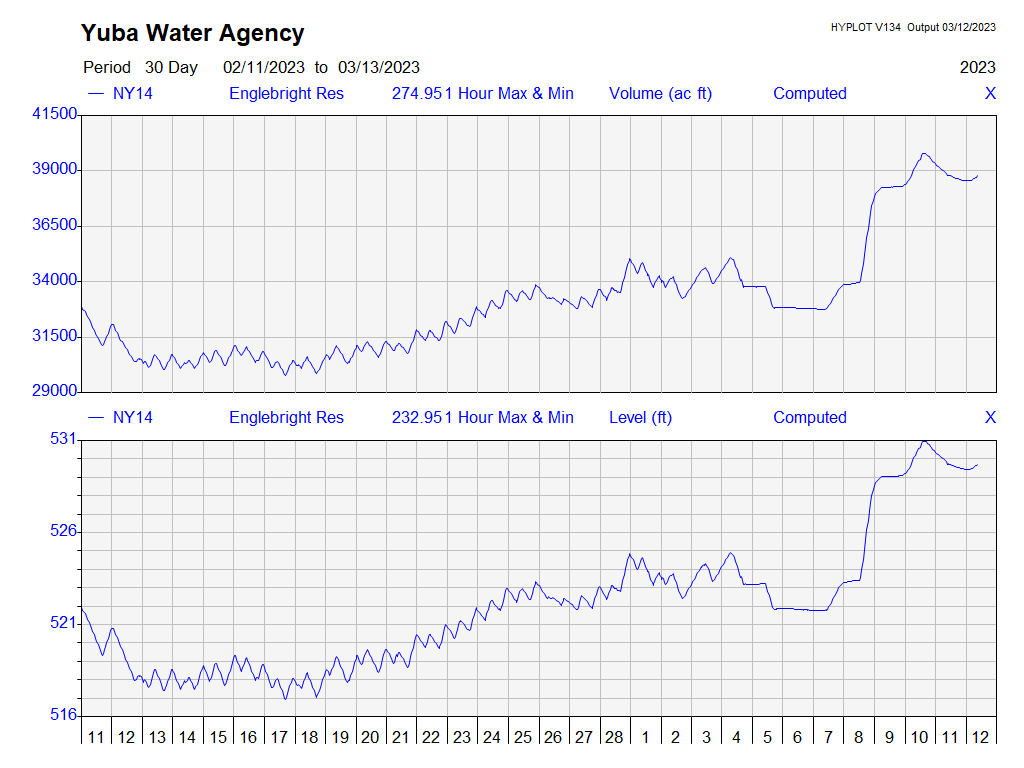 Yuba Water Agency
HYPLOT V134 Output 03/12/2023
Period 30 Day 02/11/2023 to 03/13/2023
2023
NY14 Englebright Res 274.951 Hour Max & Min Volume (ac ft) Computed X
41500
39000
36500
34000
31500
29000
NY14 Englebright Res 232.951 Hour Max & Min Level (ft) Computed X
531
526
521
516
11 12 13 14 15 16 17 18 19 20 21 22 23 24 25 26 27 28 1 2 3 4 5 6 7 8 9 10 11 12